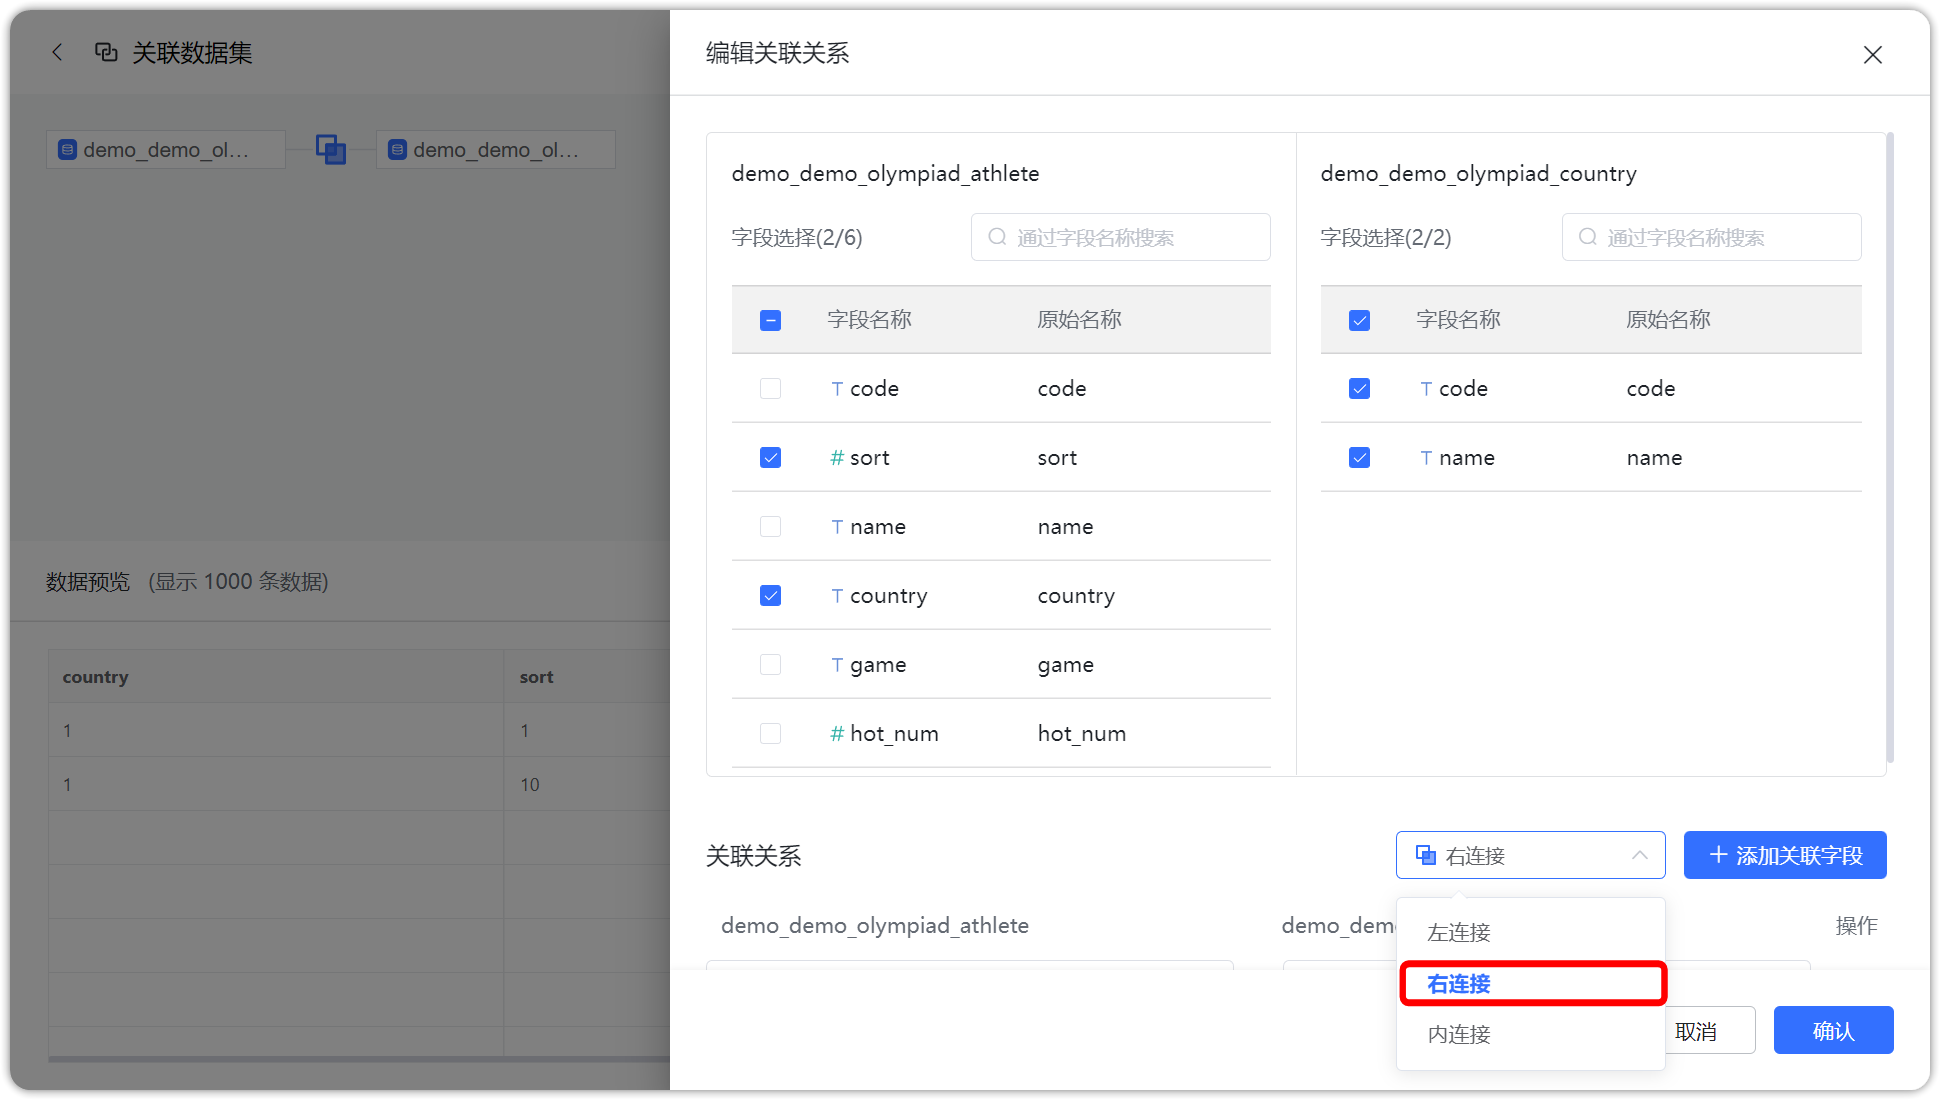 关联数据集
demo_demo_ol...
demo_demo_ol...
数据预览 (显示 1000 条数据)
country sort
1 1
1 10
编辑关联关系
demo_demo_olympiad_athlete
字段选择(2/6) 通过字段名称搜索
字段名称 原始名称
T code code
# sort sort
T name name
T country country
T game game
# hot_num hot_num
demo_demo_olympiad_country
字段选择(2/2) 通过字段名称搜索
字段名称 原始名称
T code code
T name name
关联关系 右连接 添加关联字段
demo_demo_olympiad_athlete 操作
左连接
右连接
内连接
取消 确认